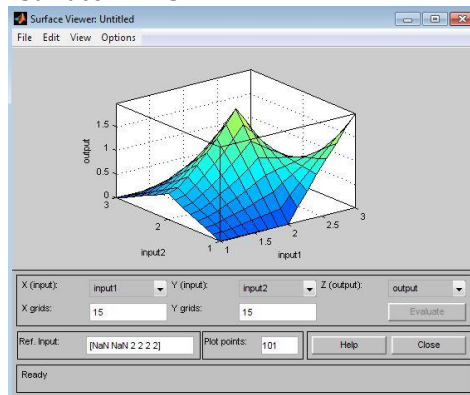 Surface Viewer: Untitled
File Edit View Options
output
1.5
1
0.5
0
3
2
1
input2
1
1.5
2
2.5
3
input1
X (input): input1 Y (input): input2 Z (output): output
X grids: 15 Y grids: 15 Evaluate
Ref. Input: [NaN NaN 2 2 2 2] Plot points: 101 Help Close
Ready